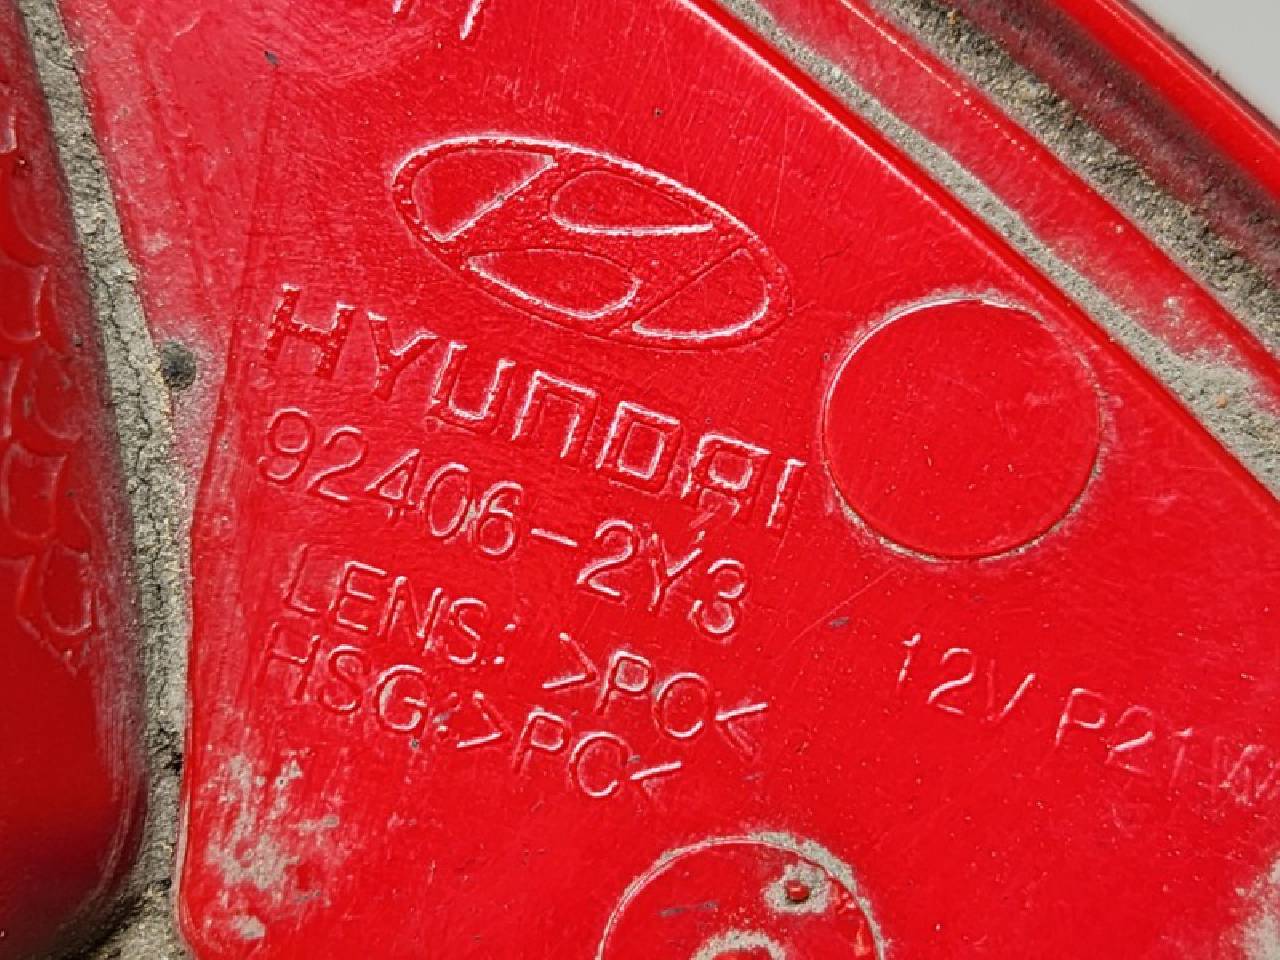 HYUNDAI
92406-2Y3
LENS: >PC<
HSG:>PC<
12V P21W